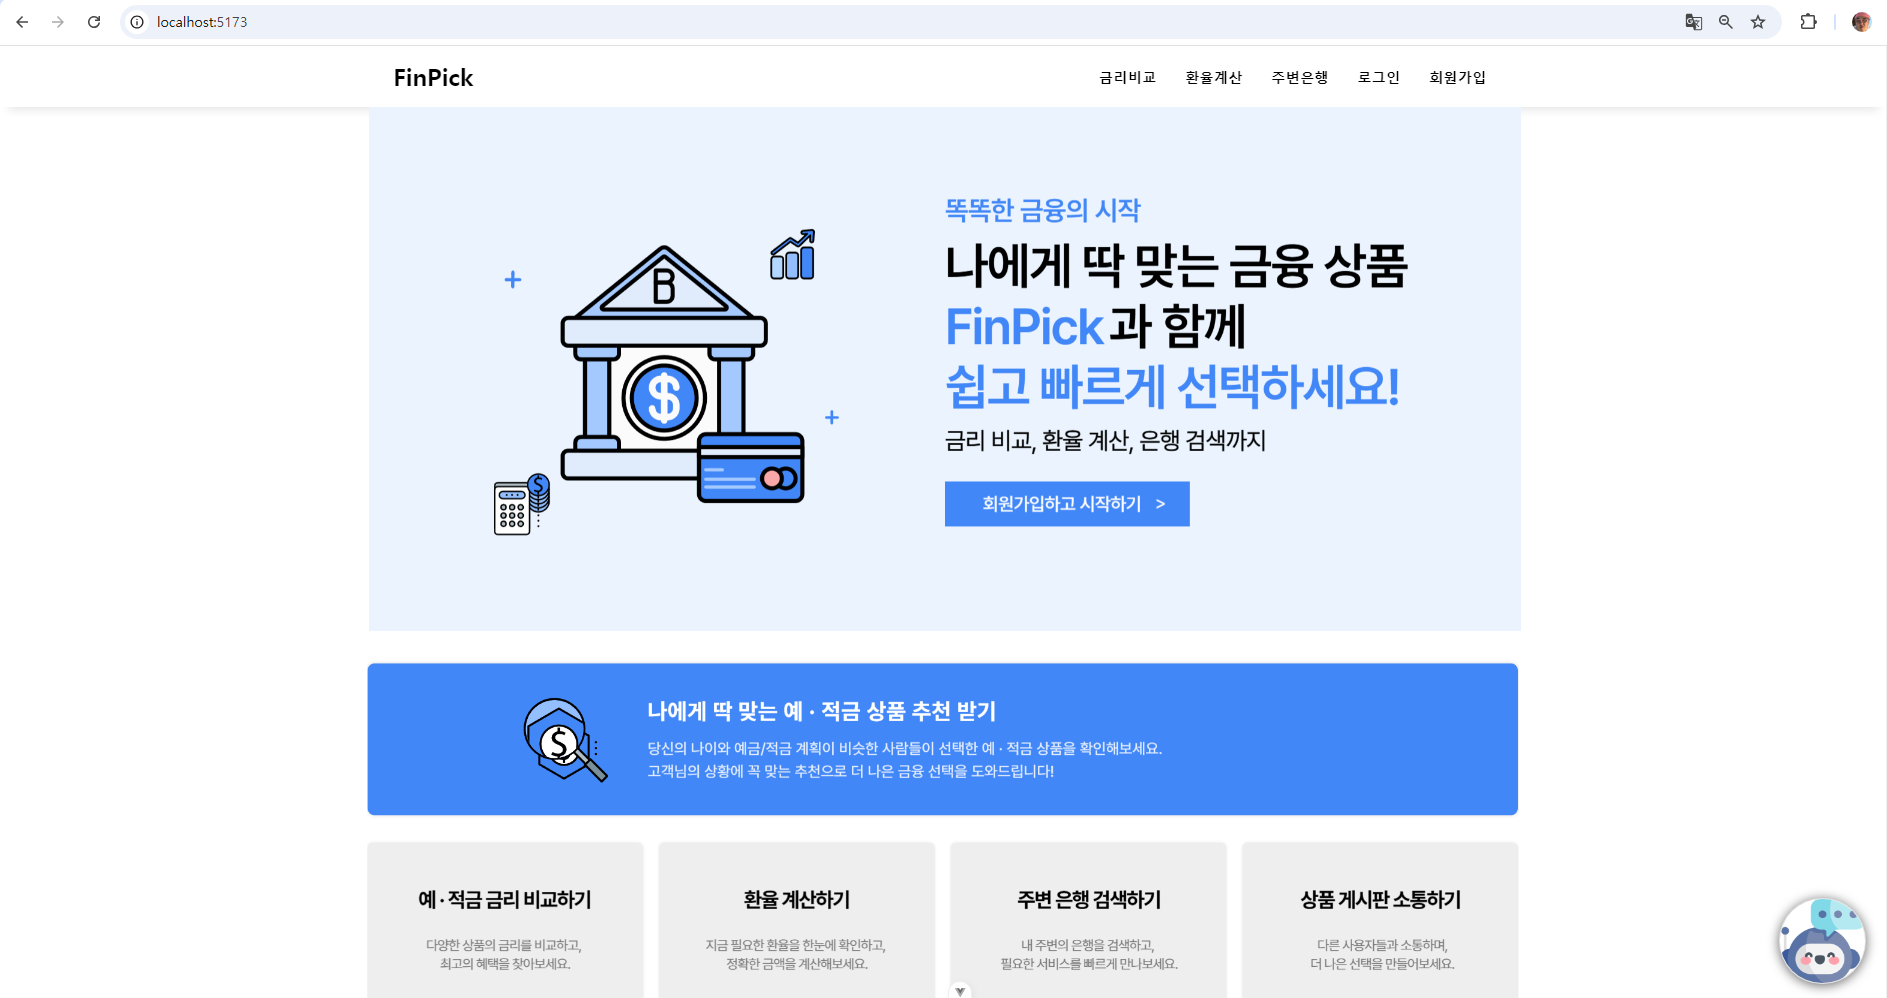 localhost:5173
FinPick
금리비교 환율계산 주변은행 로그인 회원가입
똑똑한 금융의 시작
나에게 딱 맞는 금융 상품
FinPick과 함께
쉽고 빠르게 선택하세요!
금리 비교, 환율 계산, 은행 검색까지
회원가입하고 시작하기 >
B
$
$
$
나에게 딱 맞는 예 · 적금 상품 추천 받기
당신의 나이와 예금/적금 계획이 비슷한 사람들이 선택한 예 · 적금 상품을 확인해보세요.
고객님의 상황에 꼭 맞는 추천으로 더 나은 금융 선택을 도와드립니다!
예 · 적금 금리 비교하기
다양한 상품의 금리를 비교하고,
최고의 혜택을 찾아보세요.
환율 계산하기
지금 필요한 환율을 한눈에 확인하고,
정확한 금액을 계산해보세요.
주변 은행 검색하기
내 주변의 은행을 검색하고,
필요한 서비스를 빠르게 만나보세요.
상품 게시판 소통하기
다른 사용자들과 소통하며,
더 나은 선택을 만들어보세요.